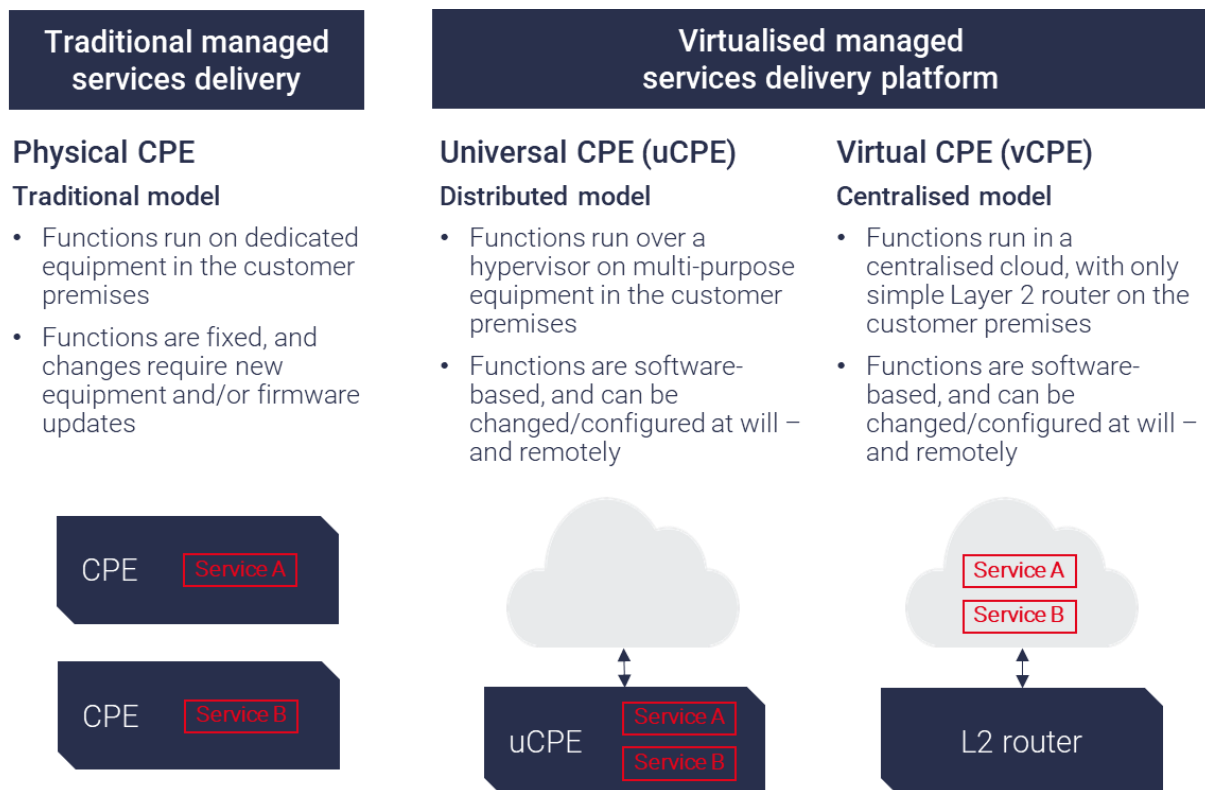 Traditional managed
services delivery
Virtualised managed
services delivery platform
Physical CPE
Traditional model
• Functions run on dedicated
equipment in the customer
premises
• Functions are fixed, and
changes require new
equipment and/or firmware
updates
Universal CPE (uCPE)
Distributed model
• Functions run over a
hypervisor on multi-purpose
equipment in the customer
premises
• Functions are software-
based, and can be
changed/configured at will –
and remotely
Virtual CPE (vCPE)
Centralised model
• Functions run in a
centralised cloud, with only
simple Layer 2 router on the
customer premises
• Functions are software-
based, and can be
changed/configured at will –
and remotely
CPE
Service A
CPE
Service B
uCPE
Service A
Service B
Service A
Service B
L2 router